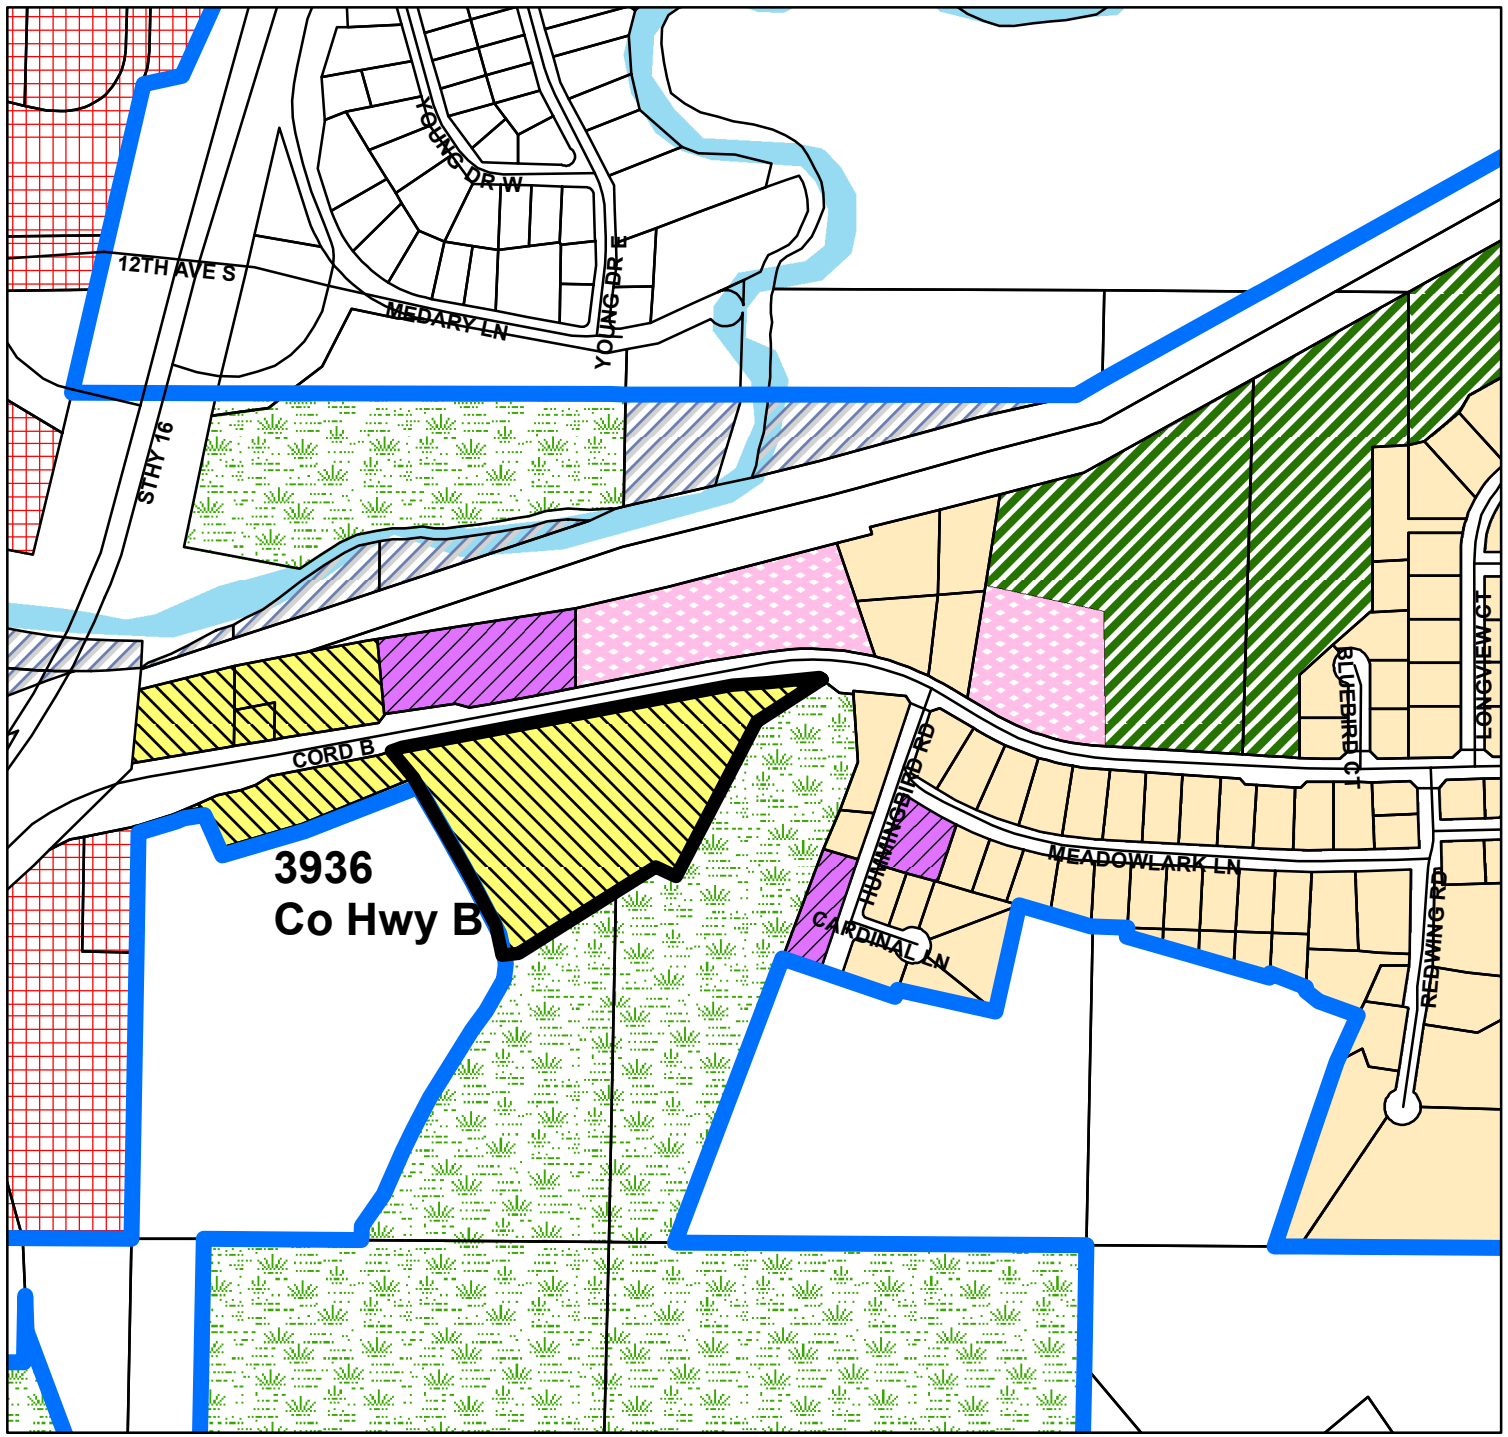 YOUNG DR W
12TH AVE S
YOUNG DR E
MEDARY LN
STHY 16
CORD B
LONGVIEW CT
BLUEBIRD CT
HUMMINGBIRD RD
3936
Co Hwy B
MEADOWLARK LN
REDWING RD
CARDINAL LN